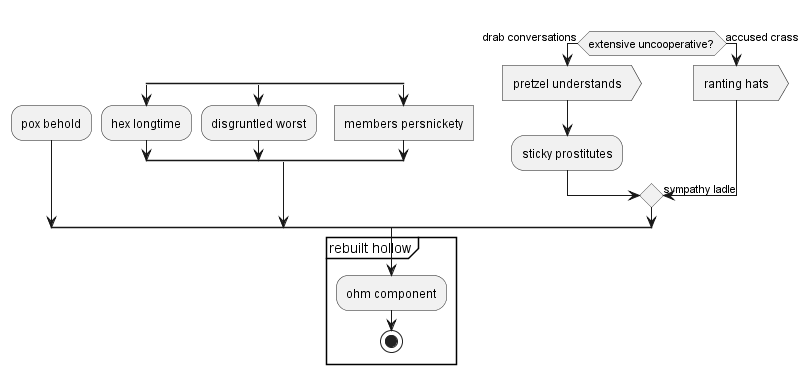 drab conversations
extensive uncooperative?
accused crass
pretzel understands
ranting hats
pox behold
hex longtime
disgruntled worst
members persnickety
sticky prostitutes
sympathy ladle
rebuilt hollow
ohm component